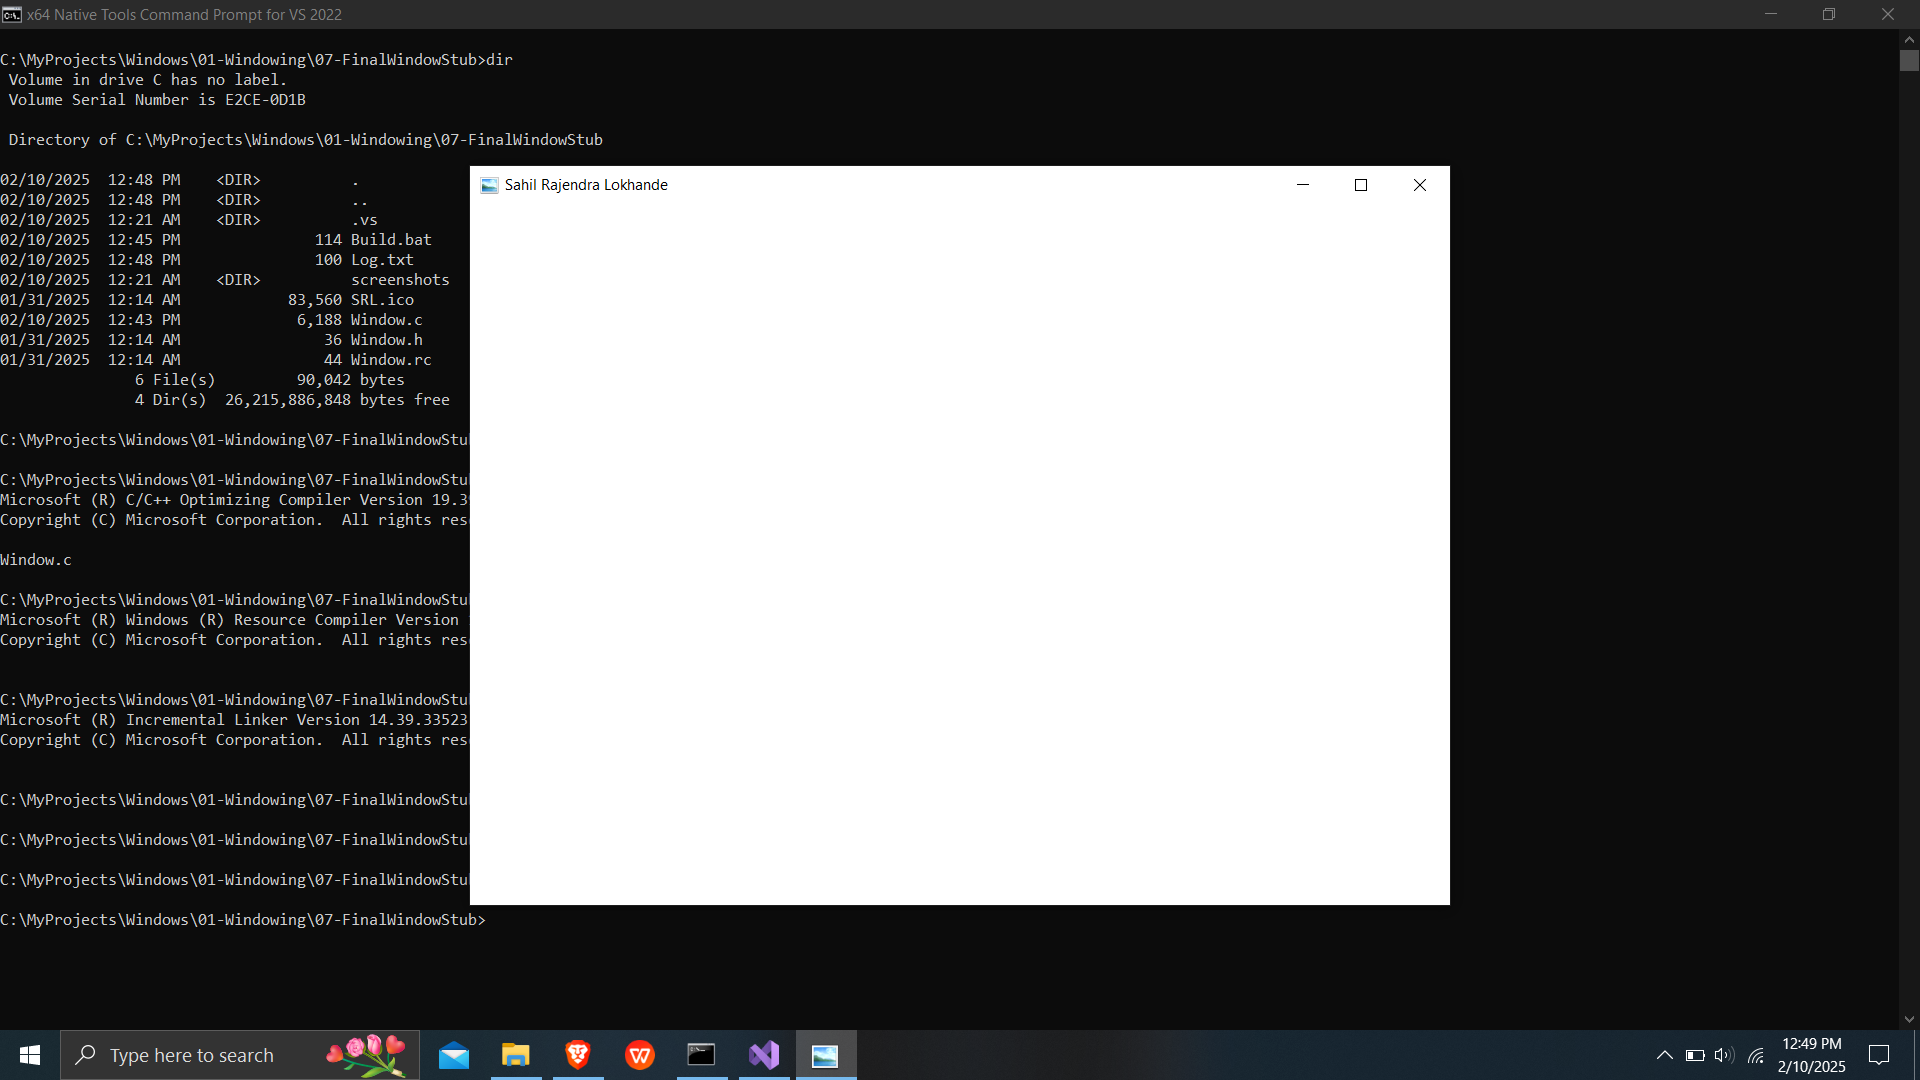 x64 Native Tools Command Prompt for VS 2022
C:\MyProjects\Windows\01-Windowing\07-FinalWindowStub>dir
Volume in drive C has no label.
Volume Serial Number is E2CE-0D1B
Directory of C:\MyProjects\Windows\01-Windowing\07-FinalWindowStub
02/10/2025 12:48 PM <DIR> .
02/10/2025 12:48 PM <DIR> ..
02/10/2025 12:21 AM <DIR> .vs
02/10/2025 12:45 PM 114 Build.bat
02/10/2025 12:48 PM 100 Log.txt
02/10/2025 12:21 AM <DIR> screenshots
01/31/2025 12:14 AM 83,560 SRL.ico
02/10/2025 12:43 PM 6,188 Window.c
01/31/2025 12:14 AM 36 Window.h
01/31/2025 12:14 AM 44 Window.rc
6 File(s) 90,042 bytes
4 Dir(s) 26,215,886,848 bytes free
C:\MyProjects\Windows\01-Windowing\07-FinalWindowStu
C:\MyProjects\Windows\01-Windowing\07-FinalWindowStu
Microsoft (R) C/C++ Optimizing Compiler Version 19.3
Copyright (C) Microsoft Corporation. All rights res
Window.c
C:\MyProjects\Windows\01-Windowing\07-FinalWindowStu
Microsoft (R) Windows (R) Resource Compiler Version
Copyright (C) Microsoft Corporation. All rights res
C:\MyProjects\Windows\01-Windowing\07-FinalWindowStu
Microsoft (R) Incremental Linker Version 14.39.33523
Copyright (C) Microsoft Corporation. All rights res
C:\MyProjects\Windows\01-Windowing\07-FinalWindowStu
C:\MyProjects\Windows\01-Windowing\07-FinalWindowStu
C:\MyProjects\Windows\01-Windowing\07-FinalWindowStu
C:\MyProjects\Windows\01-Windowing\07-FinalWindowStub>
Sahil Rajendra Lokhande
Type here to search
12:49 PM
2/10/2025